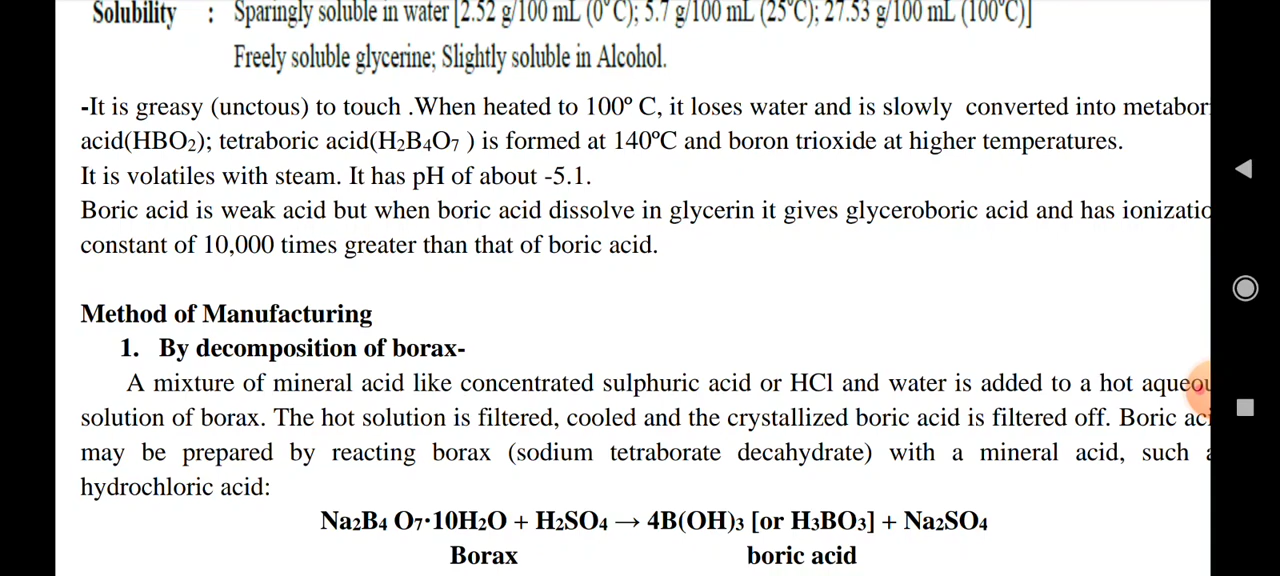 Solubility : Sparingly soluble in water [2.52 g/100 mL (0°C); 5.7 g/100 mL (25°C); 27.53 g/100 mL (100°C)]
Freely soluble glycerine; Slightly soluble in Alcohol.
-It is greasy (unctous) to touch .When heated to 100º C, it loses water and is slowly converted into metabor
acid(HBO₂); tetraboric acid(H₂B₄O₇ ) is formed at 140ºC and boron trioxide at higher temperatures.
It is volatiles with steam. It has pH of about -5.1.
Boric acid is weak acid but when boric acid dissolve in glycerin it gives glyceroboric acid and has ionizatio
constant of 10,000 times greater than that of boric acid.
Method of Manufacturing
1. By decomposition of borax-
A mixture of mineral acid like concentrated sulphuric acid or HCl and water is added to a hot aqueou
solution of borax. The hot solution is filtered, cooled and the crystallized boric acid is filtered off. Boric aci
may be prepared by reacting borax (sodium tetraborate decahydrate) with a mineral acid, such
hydrochloric acid:
Na₂B₄ O₇·10H₂O + H₂SO₄ → 4B(OH)₃ [or H₃BO₃] + Na₂SO₄
Borax boric acid